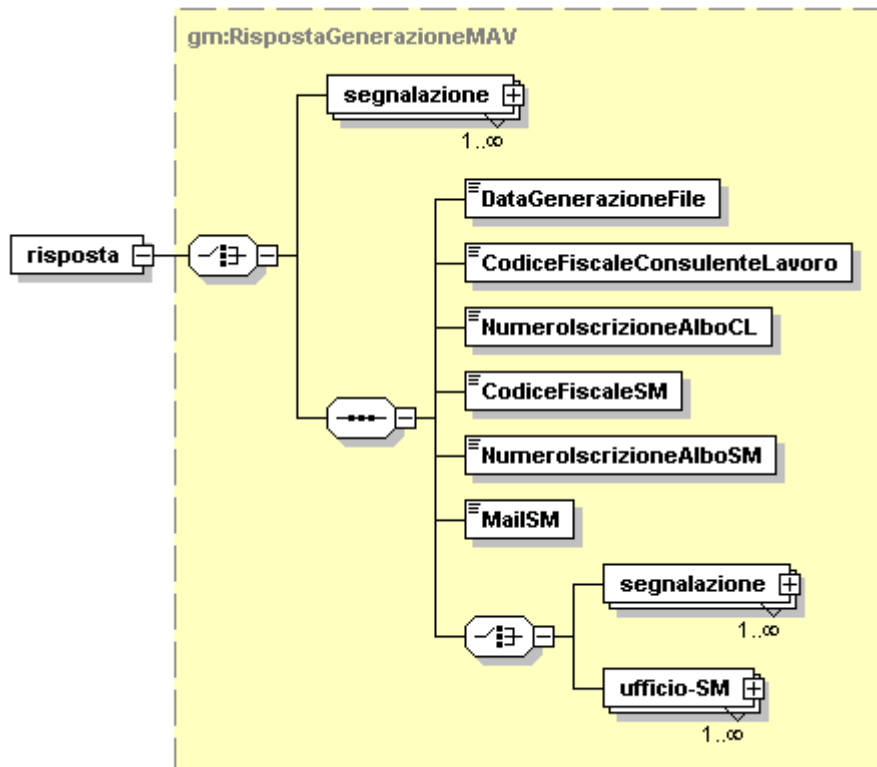 gm:RispostaGenerazioneMAV
segnalazione
1..∞
DataGenerazioneFile
CodiceFiscaleConsulenteLavoro
risposta
NumeroIscrizioneAlboCL
CodiceFiscaleSM
NumeroIscrizioneAlboSM
MailSM
segnalazione
1..∞
ufficio-SM
1..∞